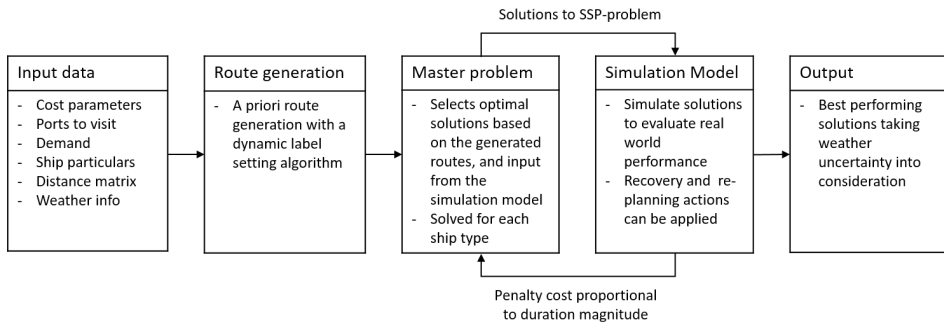 Solutions to SSP-problem
Input data
- Cost parameters
- Ports to visit
- Demand
- Ship particulars
- Distance matrix
- Weather info
Route generation
- A priori route
generation with a
dynamic label
setting algorithm
Master problem
- Selects optimal
solutions based
on the generated
routes, and input
from the
simulation model
- Solved for each
ship type
Simulation Model
- Simulate solutions
to evaluate real
world
performance
- Recovery and re-
planning actions
can be applied
Output
- Best performing
solutions taking
weather
uncertainty into
consideration
Penalty cost proportional
to duration magnitude